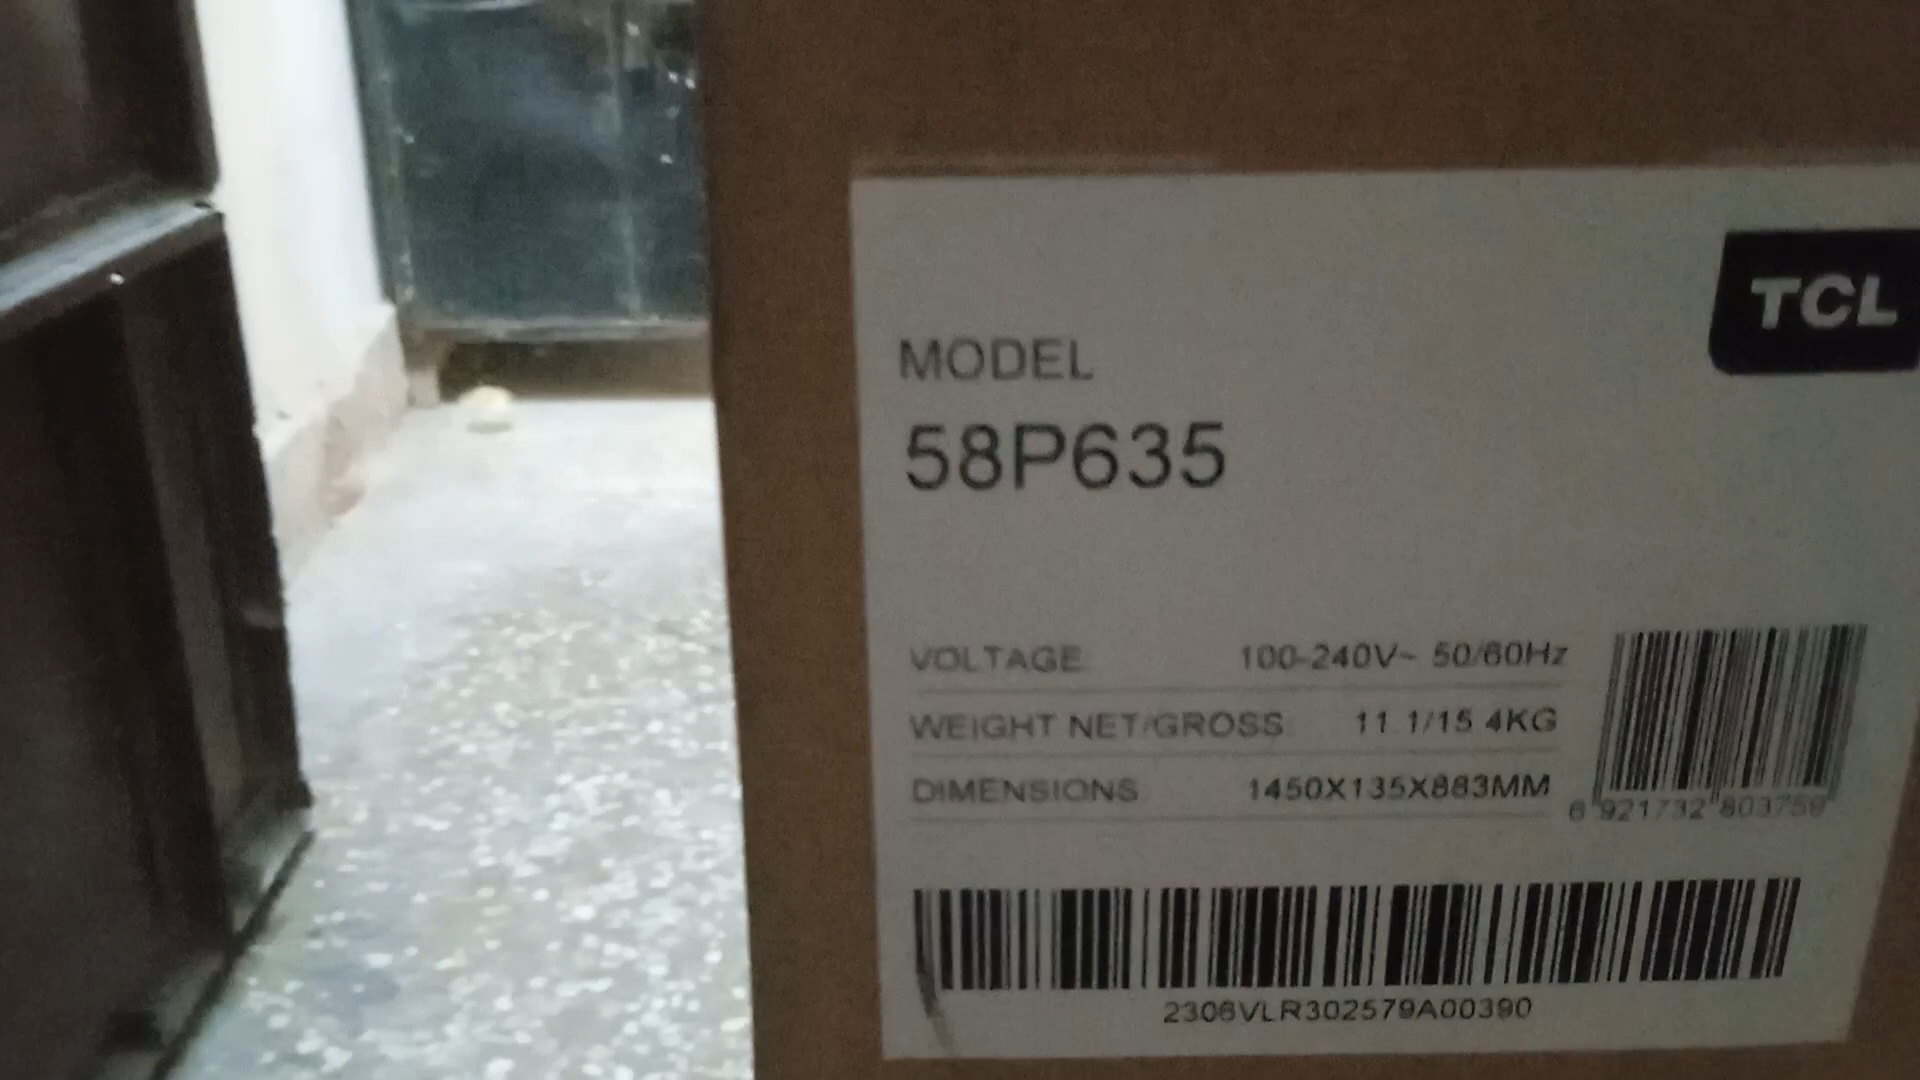 TCL
MODEL
58P635
VOLTAGE 100-240V~ 50/60Hz
WEIGHT NET/GROSS 11.1/15.4KG
DIMENSIONS 1450X135X883MM
6 921732 803759
2306VLR302579A00390